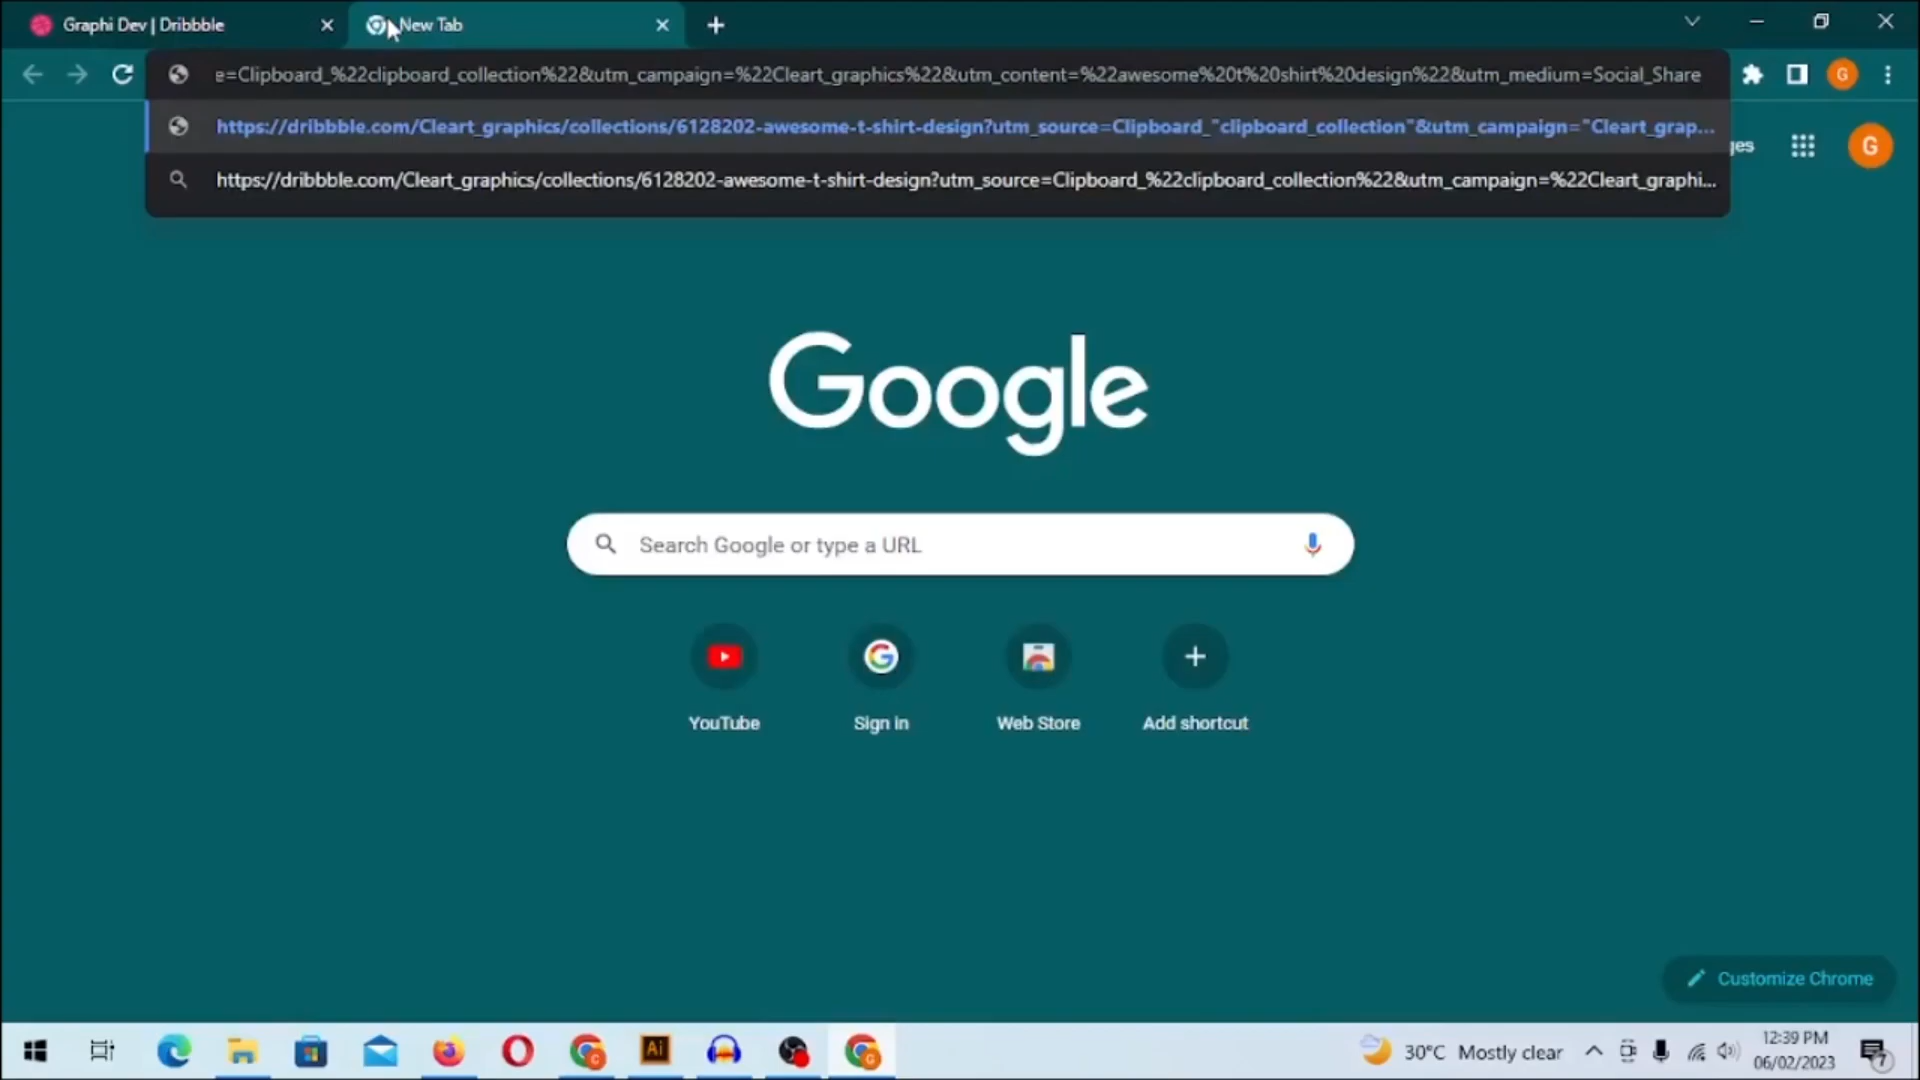 Graphi Dev | Dribbble
New Tab
e=Clipboard_%22clipboard_collection%22&utm_campaign=%22Cleart_graphics%22&utm_content=%22awesome%20t%20shirt%20design%22&utm_medium=Social_Share
G
https://dribbble.com/Cleart_graphics/collections/6128202-awesome-t-shirt-design?utm_source=Clipboard_"clipboard_collection"&utm_campaign="Cleart_grap...
ges
G
https://dribbble.com/Cleart_graphics/collections/6128202-awesome-t-shirt-design?utm_source=Clipboard_%22clipboard_collection%22&utm_campaign=%22Cleart_graphi...
Google
Search Google or type a URL
YouTube
Sign in
Web Store
Add shortcut
Customize Chrome
C
Ai
G
30°C Mostly clear
12:39 PM
06/02/2023
7